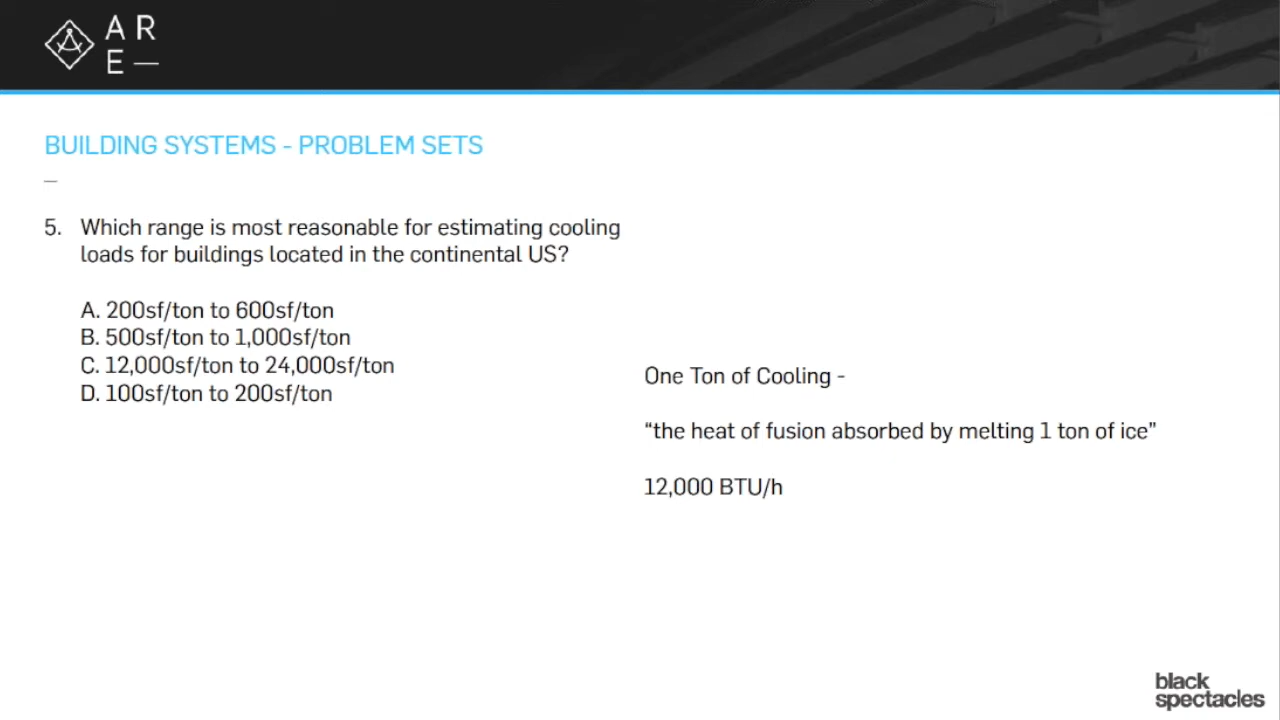 A R
E —
BUILDING SYSTEMS - PROBLEM SETS
—
5. Which range is most reasonable for estimating cooling
loads for buildings located in the continental US?
A. 200sf/ton to 600sf/ton
B. 500sf/ton to 1,000sf/ton
C. 12,000sf/ton to 24,000sf/ton
D. 100sf/ton to 200sf/ton
One Ton of Cooling -
“the heat of fusion absorbed by melting 1 ton of ice”
12,000 BTU/h
black
spectacles